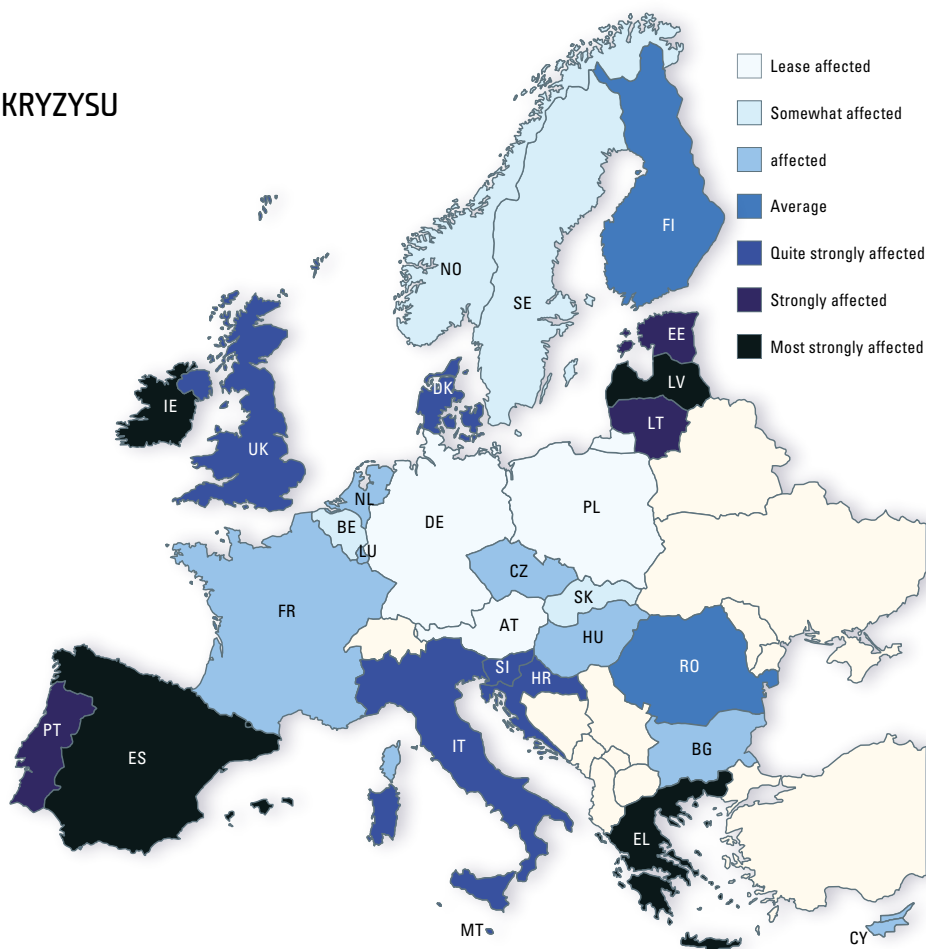 KRYZYSU
Lease affected
Somewhat affected
affected
Average
Quite strongly affected
Strongly affected
Most strongly affected
FI
NO
SE
EE
LV
LT
DK
IE
UK
NL
BE
LU
DE
PL
CZ
SK
FR
AT
HU
SI
HR
RO
PT
ES
IT
BG
EL
MT
CY